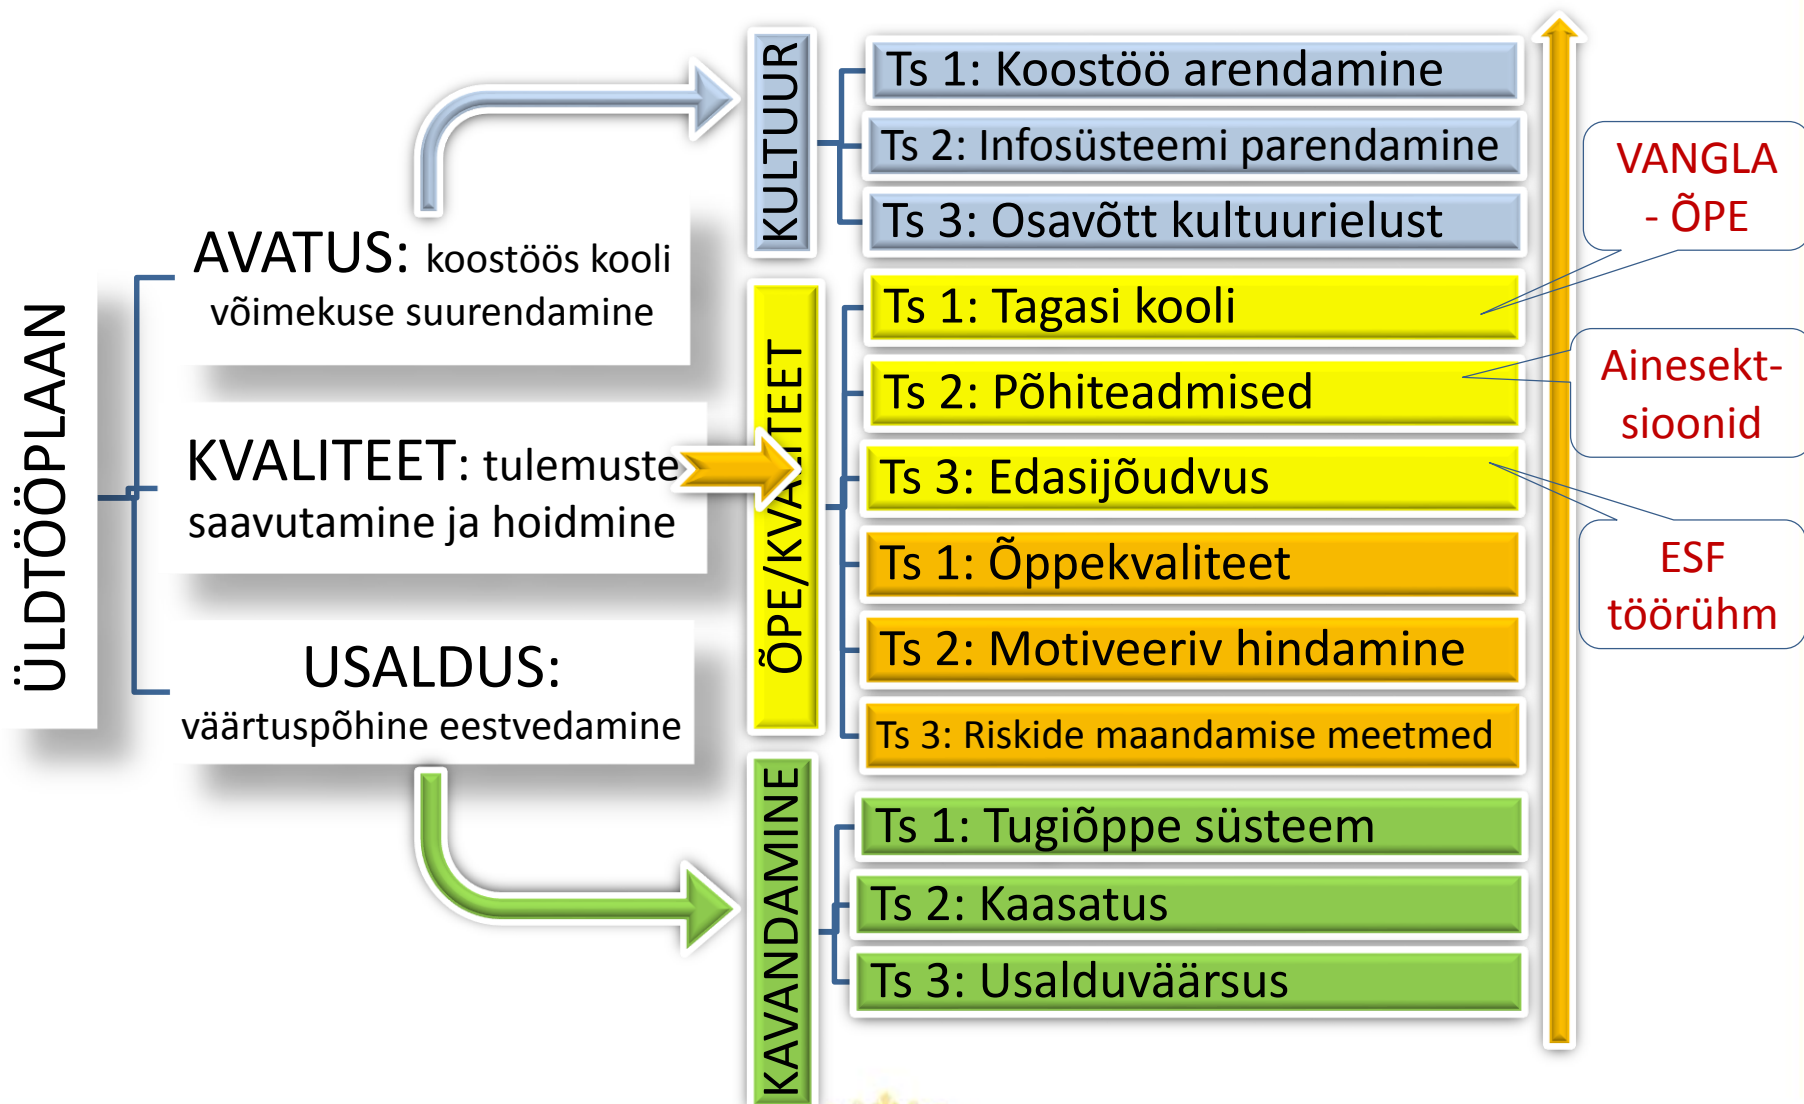 ÜLDTÖÖPLAAN
AVATUS: koostöös kooli
võimekuse suurendamine
KVALITEET: tulemuste
saavutamine ja hoidmine
USALDUS:
väärtuspõhine eestvedamine
KULTUUR
Ts 1: Koostöö arendamine
Ts 2: Infosüsteemi parendamine
Ts 3: Osavõtt kultuurielust
ÕPE/KVALITEET
Ts 1: Tagasi kooli
Ts 2: Põhiteadmised
Ts 3: Edasijõudvus
Ts 1: Õppekvaliteet
Ts 2: Motiveeriv hindamine
Ts 3: Riskide maandamise meetmed
KAVANDAMINE
Ts 1: Tugiõppe süsteem
Ts 2: Kaasatus
Ts 3: Usalduväärsus
VANGLA
- ÕPE
Ainesekt-
sioonid
ESF
töörühm